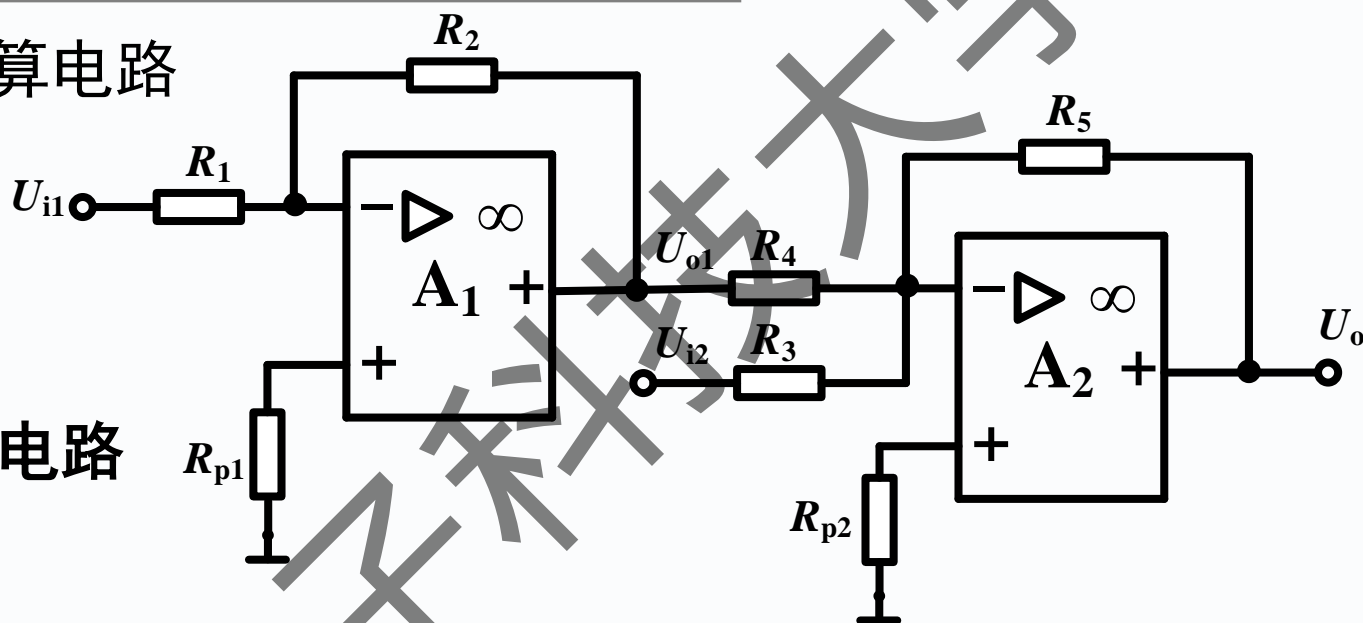 R2
算电路
R5
R1
Ui1
− ▷ ∞
Uo1
R4
A1
+
− ▷ ∞
Ui2
R3
Uo
+
A2
+
电路
Rp1
+
Rp2